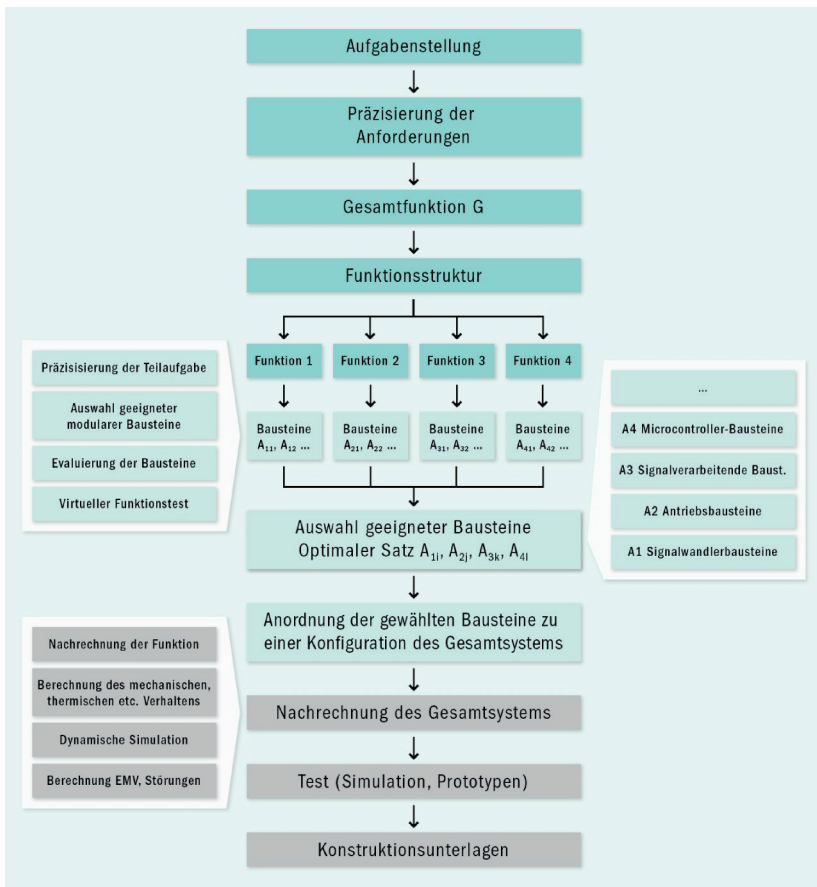 Aufgabenstellung
Präzisierung der
Anforderungen
Gesamtfunktion G
Funktionsstruktur
Funktion 1
Funktion 2
Funktion 3
Funktion 4
Bausteine
A₁₁, A₁₂ ...
Bausteine
A₂₁, A₂₂ ...
Bausteine
A₃₁, A₃₂ ...
Bausteine
A₄₁, A₄₂ ...
Präzisisierung der Teilaufgabe
Auswahl geeigneter
modularer Bausteine
Evaluierung der Bausteine
Virtueller Funktionstest
...
A4 Microcontroller-Bausteine
A3 Signalverarbeitende Baust.
A2 Antriebsbausteine
A1 Signalwandlerbausteine
Auswahl geeigneter Bausteine
Optimaler Satz A₁ᵢ, A₂ⱼ, A₃ₖ, A₄ₗ
Anordnung der gewählten Bausteine zu
einer Konfiguration des Gesamtsystems
Nachrechnung der Funktion
Berechnung des mechanischen,
thermischen etc. Verhaltens
Dynamische Simulation
Berechnung EMV, Störungen
Nachrechnung des Gesamtsystems
Test (Simulation, Prototypen)
Konstruktionsunterlagen